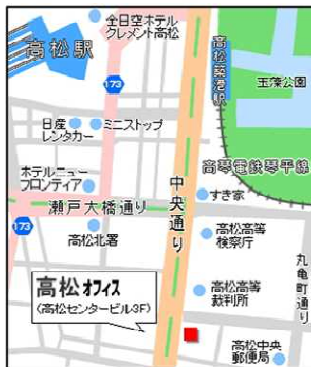 全日空ホテル
クレメント高松
高松駅
173
高松築港駅
玉藻公園
日産
レンタカー
ミニストップ
ホテルニュー
フロンティア
高琴電鉄琴平線
中央通り
すき家
瀬戸大橋通り
173
高松北署
高松高等
検察庁
丸亀町通り
高松オフィス
(高松センタービル3F)
高松高等
裁判所
高松中央
郵便局